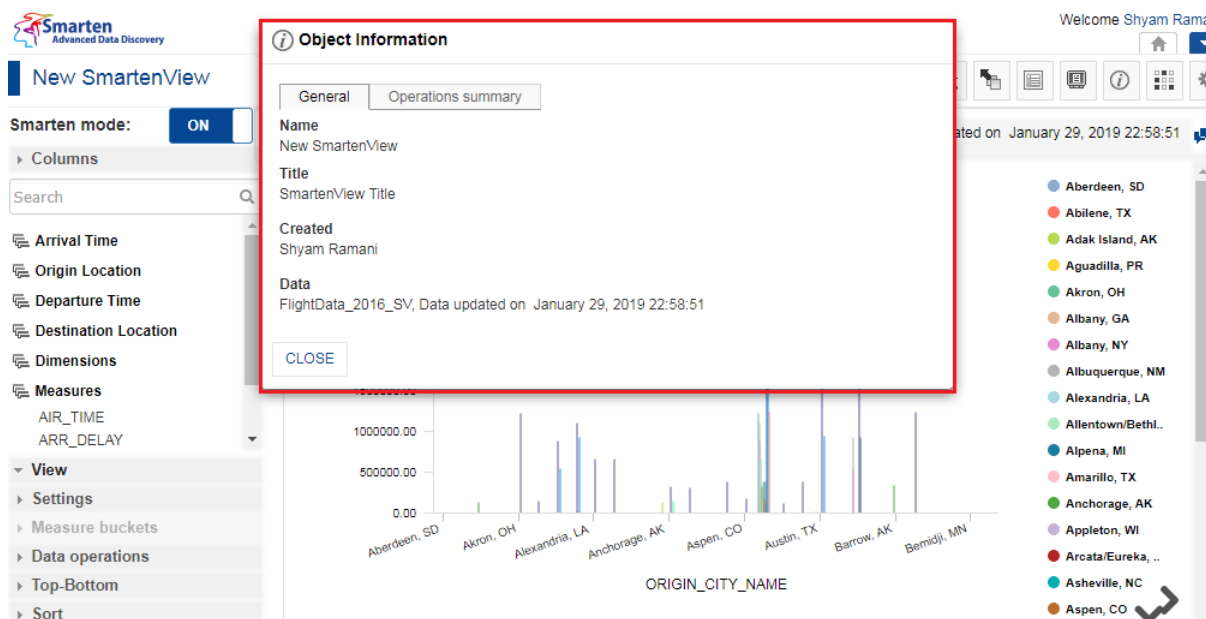 Smarten
Advanced Data Discovery
Welcome Shyam Rama
New SmartenView
Smarten mode:
ON
Columns
Search
Arrival Time
Origin Location
Departure Time
Destination Location
Dimensions
Measures
AIR_TIME
ARR_DELAY
View
Settings
Measure buckets
Data operations
Top-Bottom
Sort
Object Information
General
Operations summary
Name
New SmartenView
Title
SmartenView Title
Created
Shyam Ramani
Data
FlightData_2016_SV, Data updated on January 29, 2019 22:58:51
CLOSE
ated on January 29, 2019 22:58:51
1000000.00
500000.00
0.00
Aberdeen, SD
Akron, OH
Alexandria, LA
Anchorage, AK
Aspen, CO
Austin, TX
Barrow, AK
Bemidji, MN
ORIGIN_CITY_NAME
Aberdeen, SD
Abilene, TX
Adak Island, AK
Aguadilla, PR
Akron, OH
Albany, GA
Albany, NY
Albuquerque, NM
Alexandria, LA
Allentown/Bethl..
Alpena, MI
Amarillo, TX
Anchorage, AK
Appleton, WI
Arcata/Eureka, ..
Asheville, NC
Aspen, CO